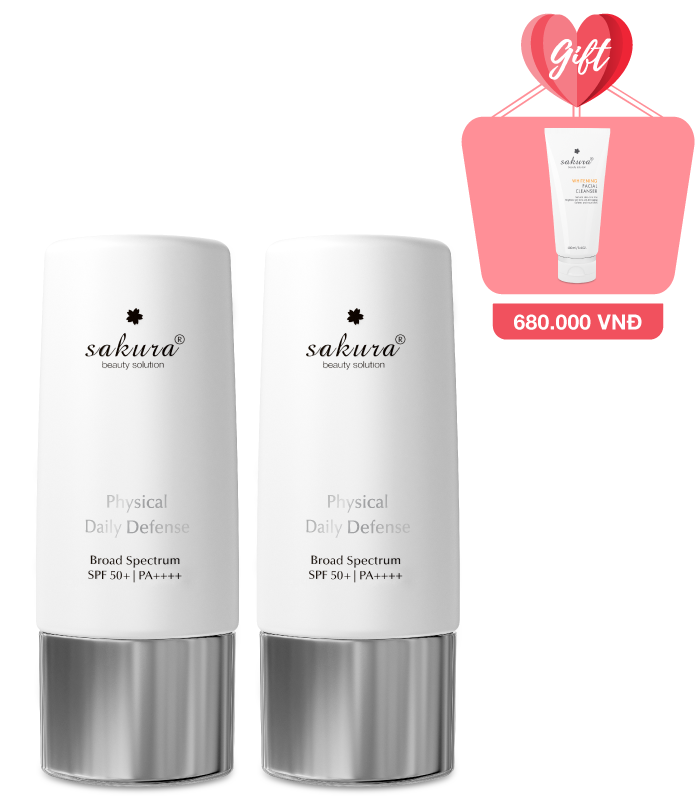 Gift
sakura®
WHITENING
FACIAL
CLEANSER
680.000 VNĐ
sakura®
beauty solution
Physical
Daily Defense
Broad Spectrum
SPF 50+ | PA++++
sakura®
beauty solution
Physical
Daily Defense
Broad Spectrum
SPF 50+ | PA++++